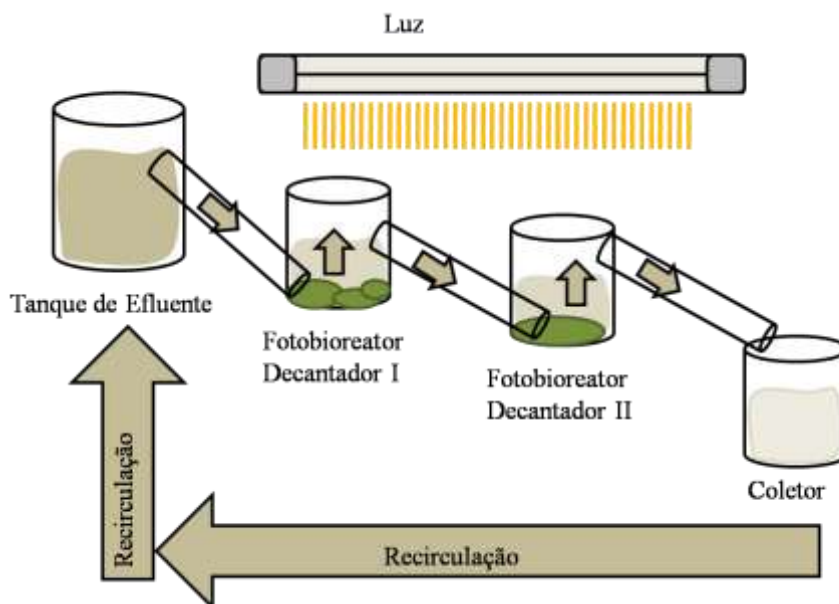 Luz
Tanque de Efluente
Fotobioreator
Decantador I
Fotobioreator
Decantador II
Coletor
Recirculação
Recirculação